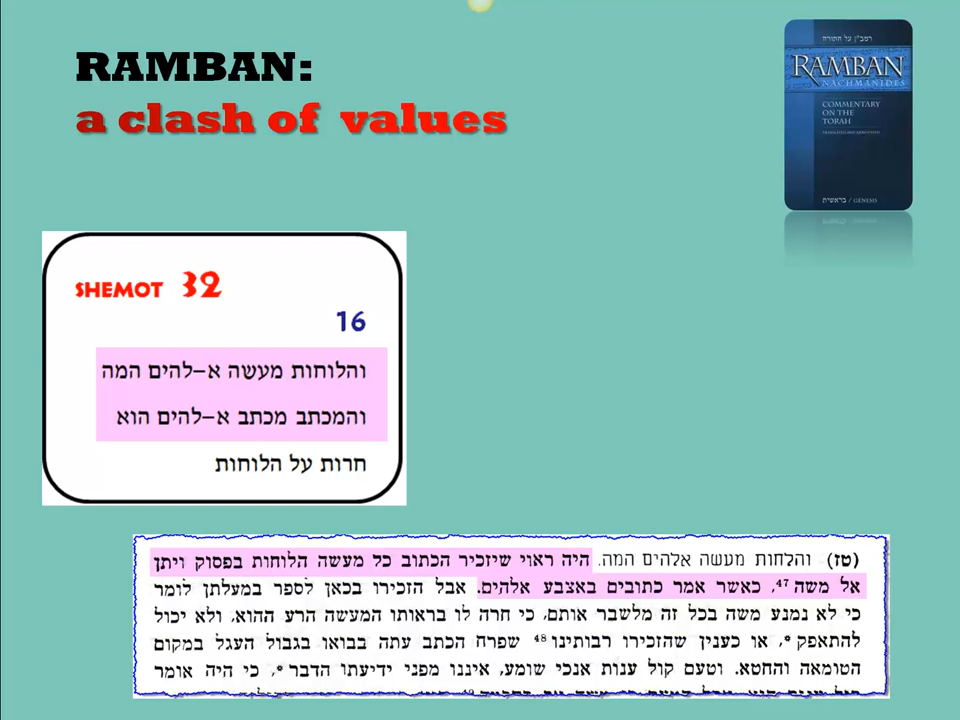 RAMBAN:
a clash of values
רמב"ן על התורה
RAMBAN
NACHMANIDES
COMMENTARY
ON THE
TORAH
בראשית / GENESIS
SHEMOT 32
16
והלוחות מעשה א–להים המה
והמכתב מכתב א–להים הוא
חרות על הלוחות
(טז) והלחות מעשה אלהים המה. היה ראוי שיזכיר הכתוב כל מעשה הלוחות בפסוק ויתן
אל משה47, כאשר אמר כתובים באצבע אלהים. אבל הזכירו בכאן לספר במעלתן לומר
כי לא נמנע משה בכל זה מלשבר אותם, כי חרה לו בראותו המעשה הרע ההוא, ולא יכול
להתאפק, או כענין שהזכירו רבותינו48 שפרח הכתב עתה בבואו בגבול העגל במקום
הטומאה והחטא. וטעם קול ענות אנכי שומע, איננו מפני ידיעתו הדבר, כי היה אומר